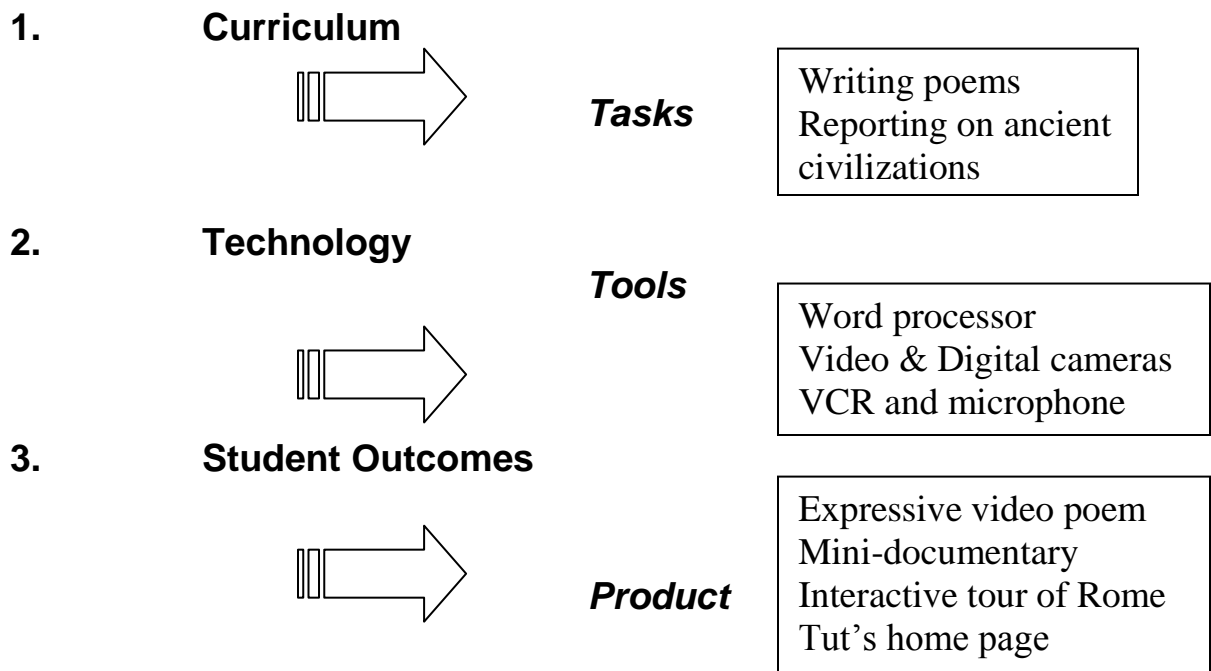 1. Curriculum
Tasks
Writing poems
Reporting on ancient
civilizations
2. Technology
Tools
Word processor
Video & Digital cameras
VCR and microphone
3. Student Outcomes
Product
Expressive video poem
Mini-documentary
Interactive tour of Rome
Tut’s home page